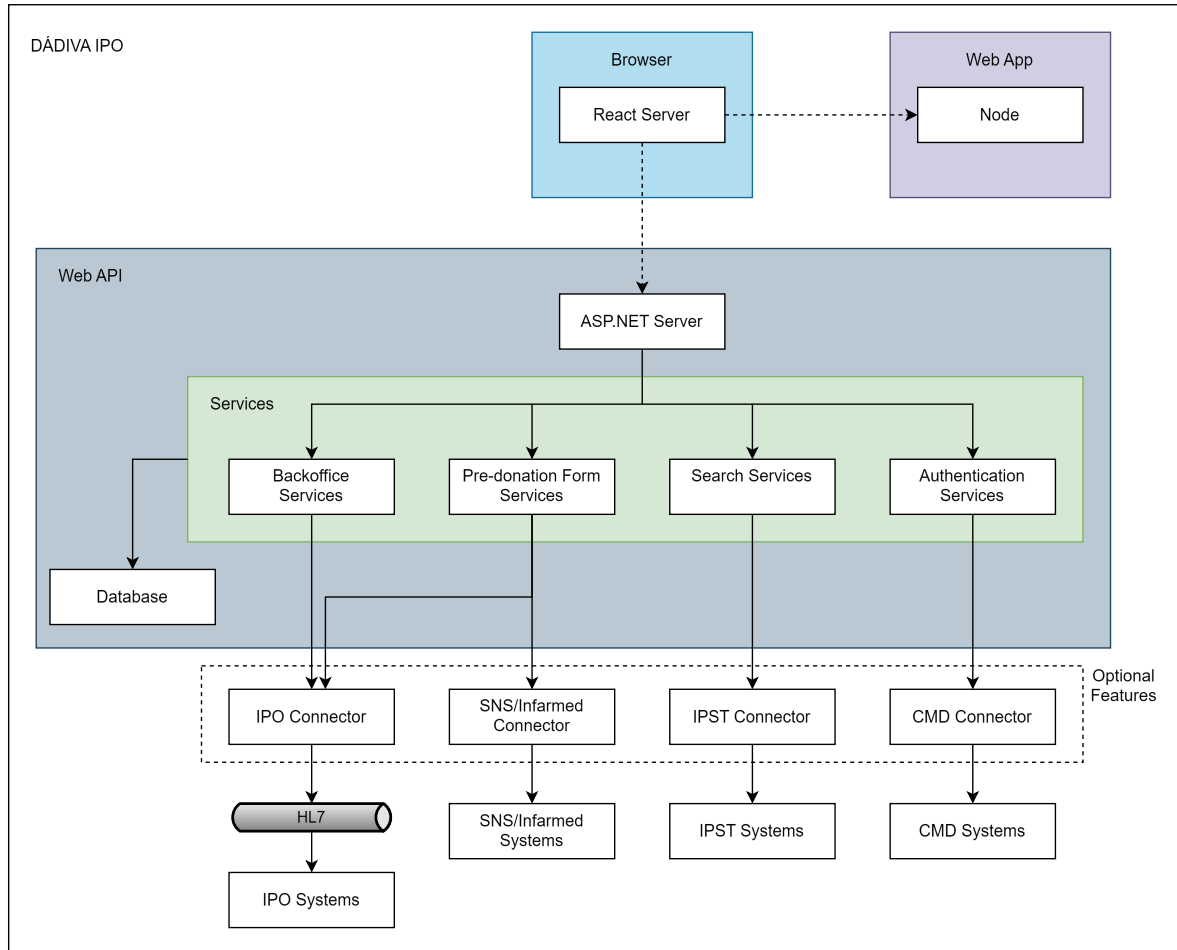 DÁDIVA IPO
Browser
Web App
React Server
Node
Web API
ASP.NET Server
Services
Backoffice
Services
Pre-donation Form
Services
Search Services
Authentication
Services
Database
Optional
Features
IPO Connector
SNS/Infarmed
Connector
IPST Connector
CMD Connector
HL7
SNS/Infarmed
Systems
IPST Systems
CMD Systems
IPO Systems